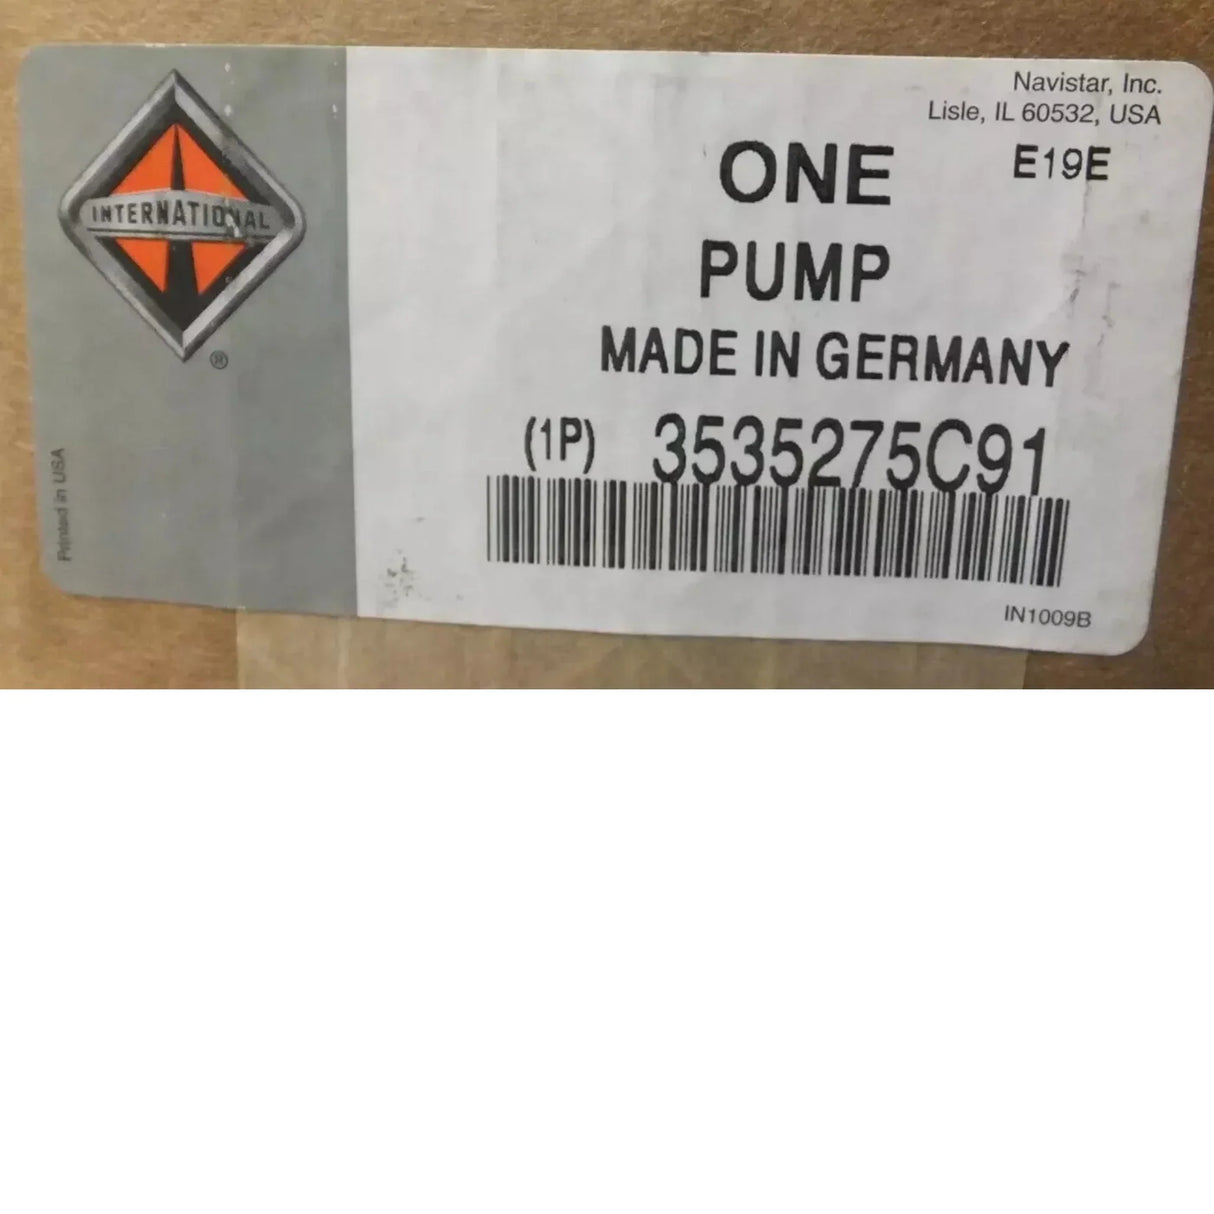 Navistar, Inc.
Lisle, IL 60532, USA
E19E
ONE
PUMP
MADE IN GERMANY
(1P) 3535275C91
IN1009B
INTERNATIONAL
®
Printed in USA